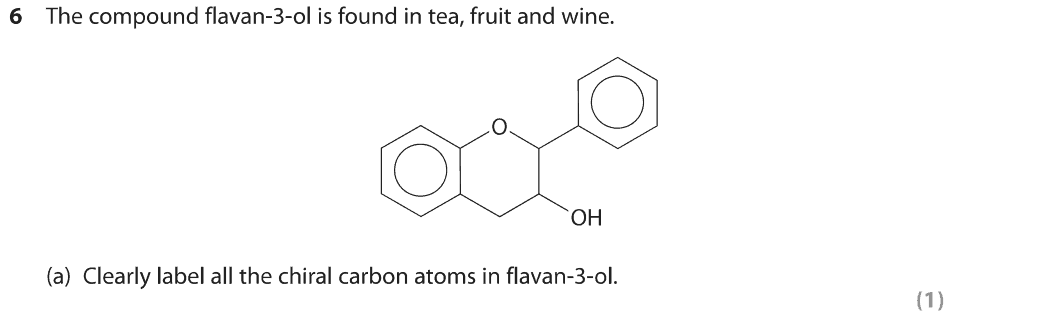 6 The compound flavan-3-ol is found in tea, fruit and wine.
O
OH
(a) Clearly label all the chiral carbon atoms in flavan-3-ol.
(1)